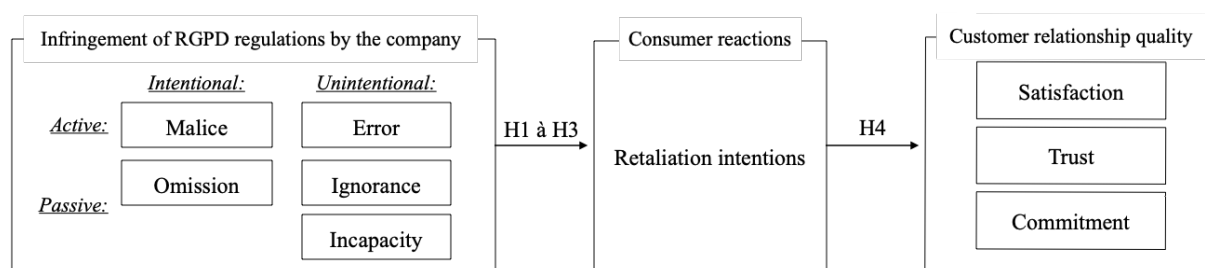 Infringement of RGPD regulations by the company
Intentional:
Unintentional:
Active:
Malice
Error
Omission
Ignorance
Passive:
Incapacity
H1 à H3
Consumer reactions
Retaliation intentions
H4
Customer relationship quality
Satisfaction
Trust
Commitment